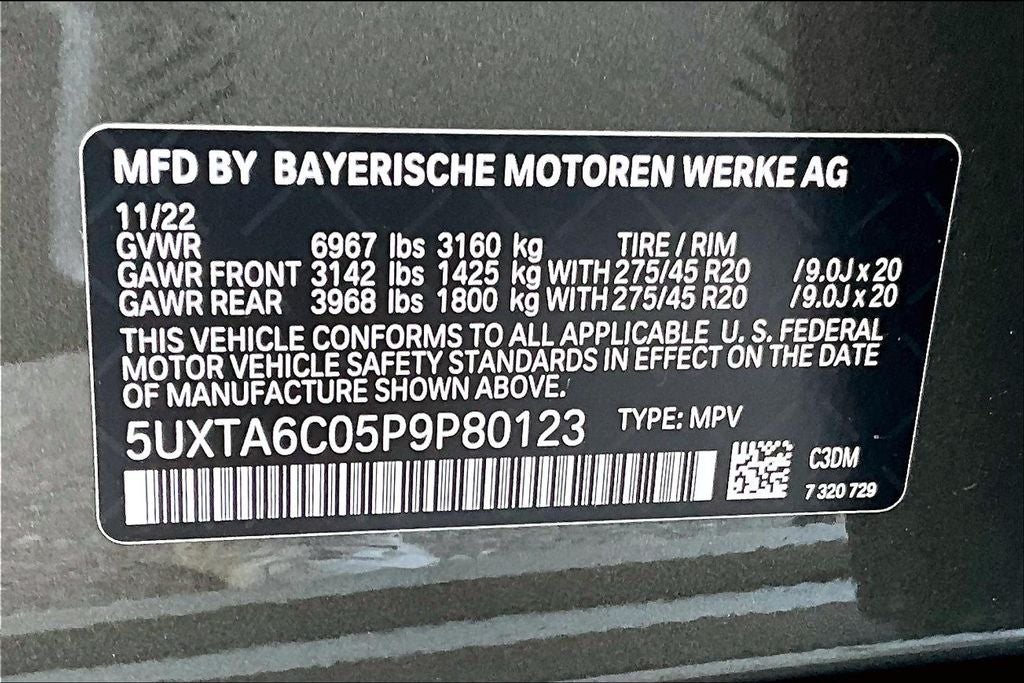 MFD BY BAYERISCHE MOTOREN WERKE AG
11/22
GVWR 6967 lbs 3160 kg TIRE / RIM
GAWR FRONT 3142 lbs 1425 kg WITH 275/45 R20 /9.0J x 20
GAWR REAR 3968 lbs 1800 kg WITH 275/45 R20 /9.0J x 20
THIS VEHICLE CONFORMS TO ALL APPLICABLE U. S. FEDERAL
MOTOR VEHICLE SAFETY STANDARDS IN EFFECT ON THE DATE
OF MANUFACTURE SHOWN ABOVE.
5UXTA6C05P9P80123 TYPE: MPV
C3DM
7 320 729